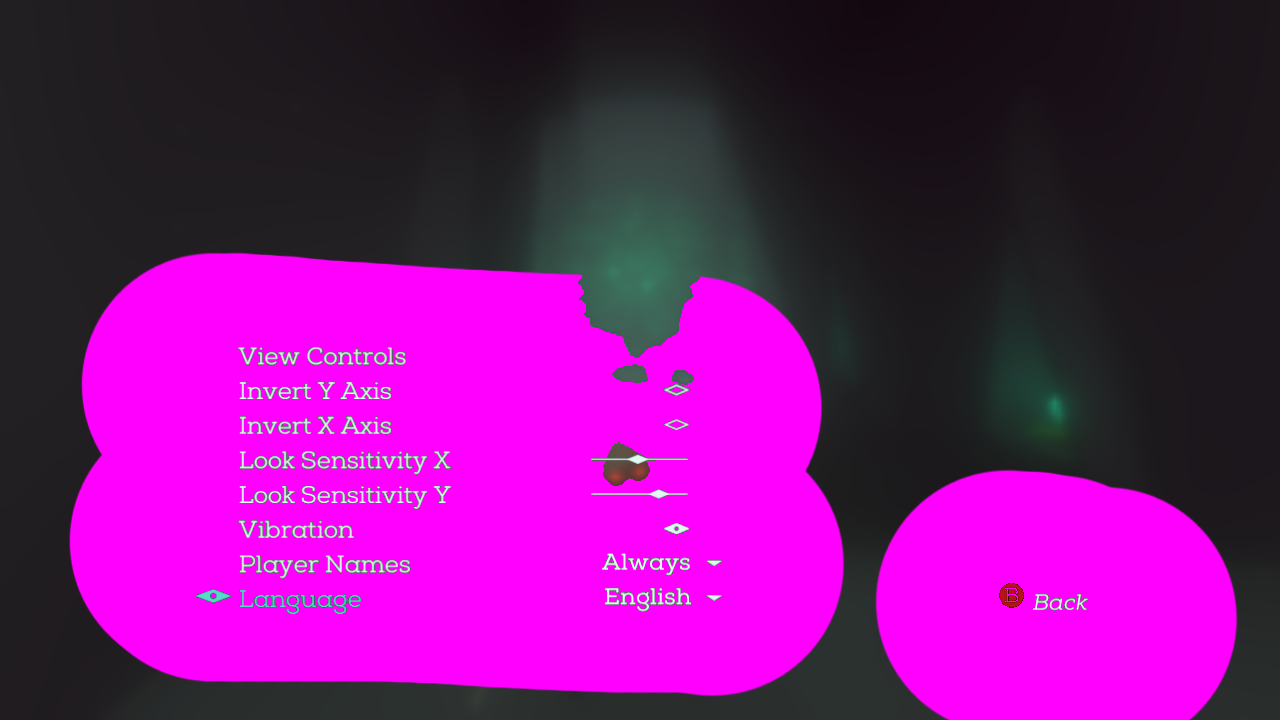 View Controls
Invert Y Axis
Invert X Axis
Look Sensitivity X
Look Sensitivity Y
Vibration
Player Names Always
Language English
B Back